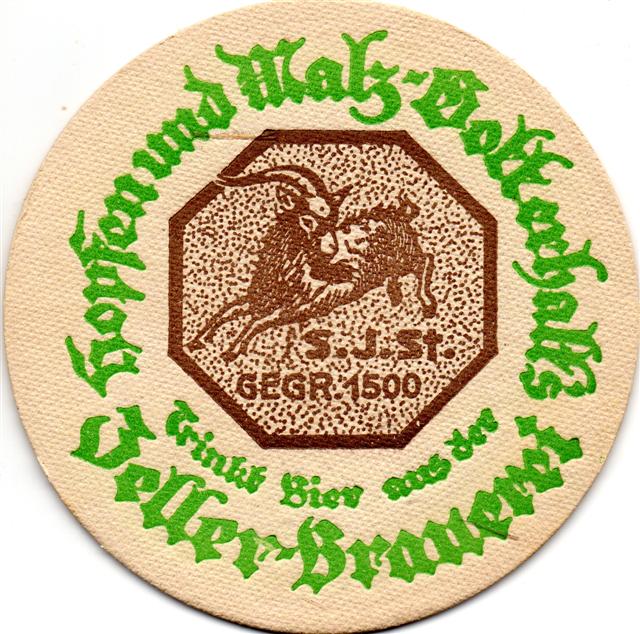 Hopfen und Malz-Gott erhalt's
S.J.St.
GEGR. 1500
Trinkt Bier aus der
Zeller-Brauerei